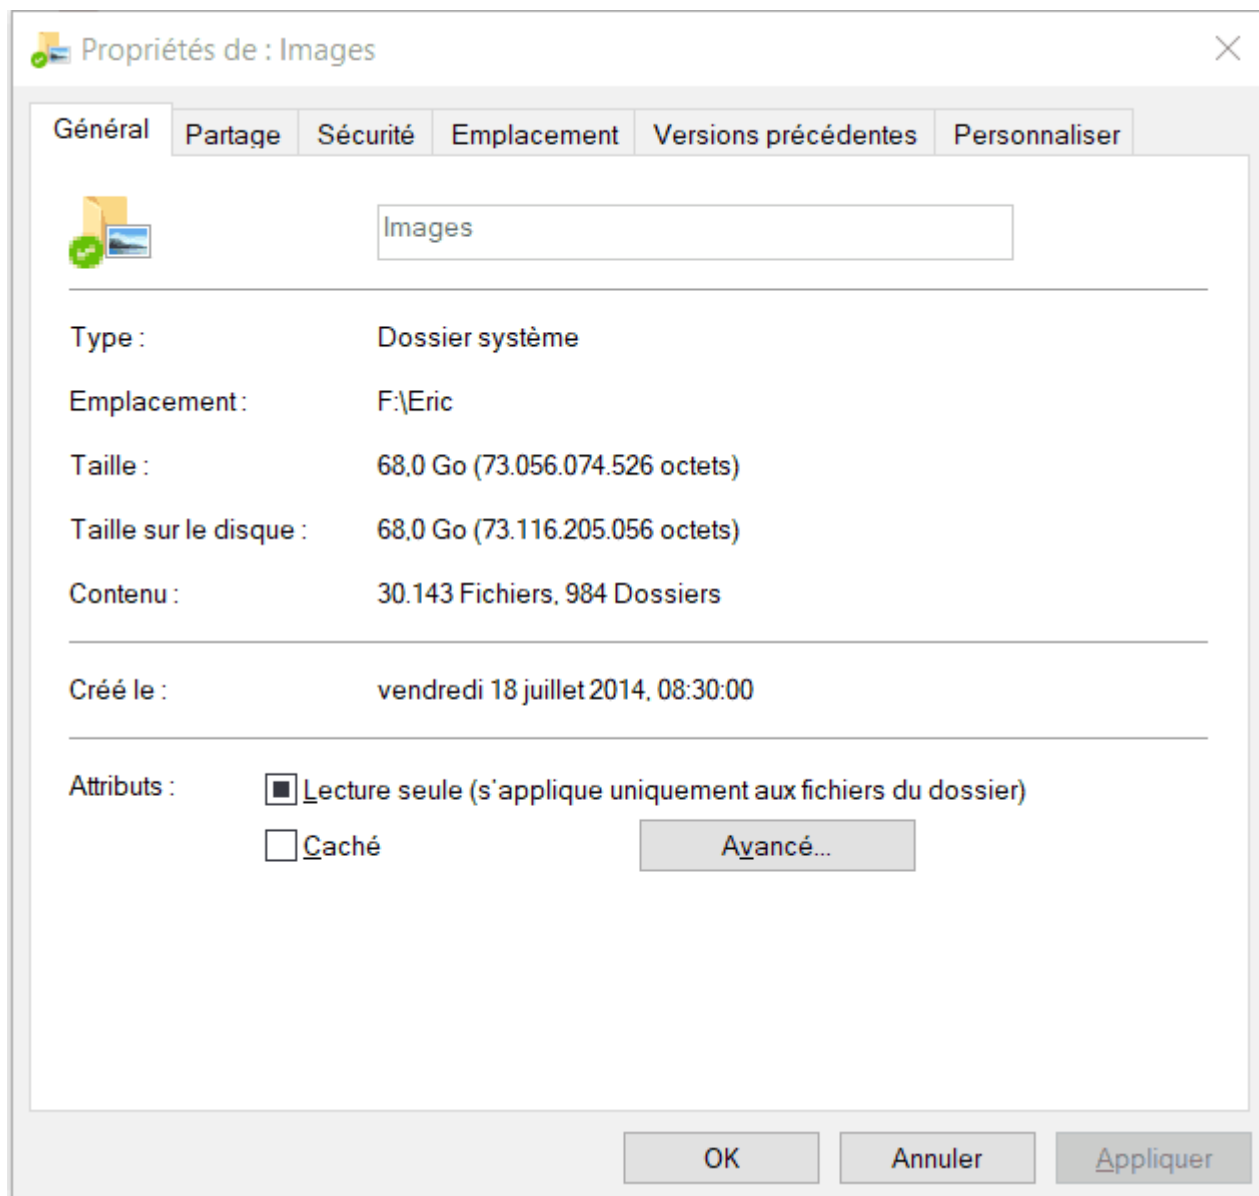 Propriétés de : Images
Général Partage Sécurité Emplacement Versions précédentes Personnaliser
Images
Type : Dossier système
Emplacement : F:\Eric
Taille : 68,0 Go (73.056.074.526 octets)
Taille sur le disque : 68,0 Go (73.116.205.056 octets)
Contenu : 30.143 Fichiers, 984 Dossiers
Créé le : vendredi 18 juillet 2014, 08:30:00
Attributs : Lecture seule (s'applique uniquement aux fichiers du dossier)
Caché Avancé...
OK Annuler Appliquer